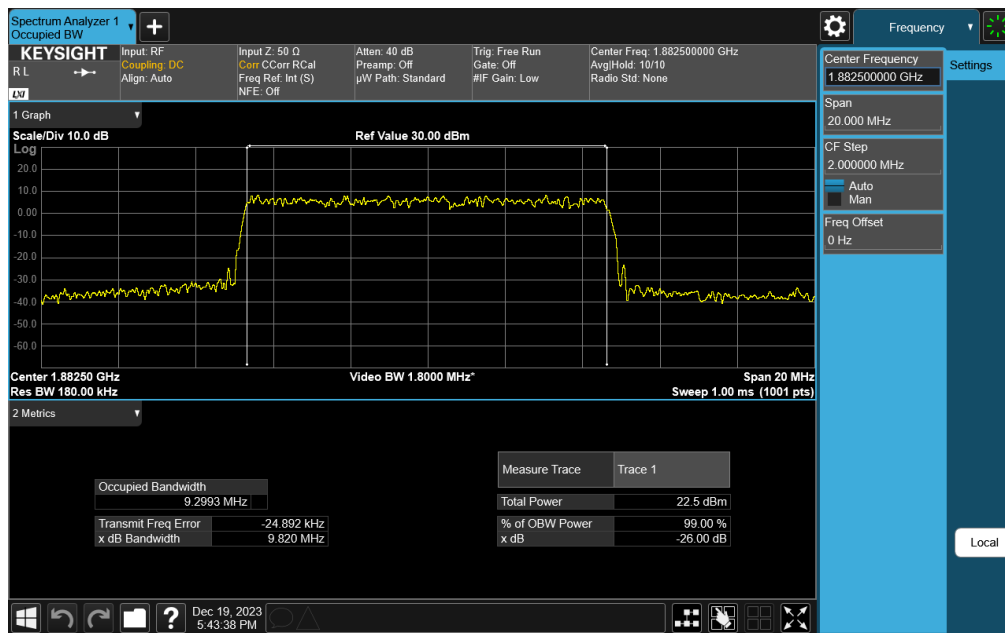 Spectrum Analyzer 1
Occupied BW
+
Frequency
KEYSIGHT
R L
LXI
Input: RF
Coupling: DC
Align: Auto
Input Z: 50 Ω
Corr CCorr RCal
Freq Ref: Int (S)
NFE: Off
Atten: 40 dB
Preamp: Off
µW Path: Standard
Trig: Free Run
Gate: Off
#IF Gain: Low
Center Freq: 1.882500000 GHz
Avg|Hold: 10/10
Radio Std: None
Center Frequency
1.882500000 GHz
Settings
Span
20.000 MHz
CF Step
2.000000 MHz
Auto
Man
Freq Offset
0 Hz
1 Graph
Scale/Div 10.0 dB
Ref Value 30.00 dBm
Log
20.0
10.0
0.00
-10.0
-20.0
-30.0
-40.0
-50.0
-60.0
Center 1.88250 GHz
Video BW 1.8000 MHz*
Span 20 MHz
Res BW 180.00 kHz
Sweep 1.00 ms (1001 pts)
2 Metrics
Occupied Bandwidth
9.2993 MHz
Transmit Freq Error -24.892 kHz
x dB Bandwidth 9.820 MHz
Measure Trace Trace 1
Total Power 22.5 dBm
% of OBW Power 99.00 %
x dB -26.00 dB
Local
?
Dec 19, 2023
5:43:38 PM